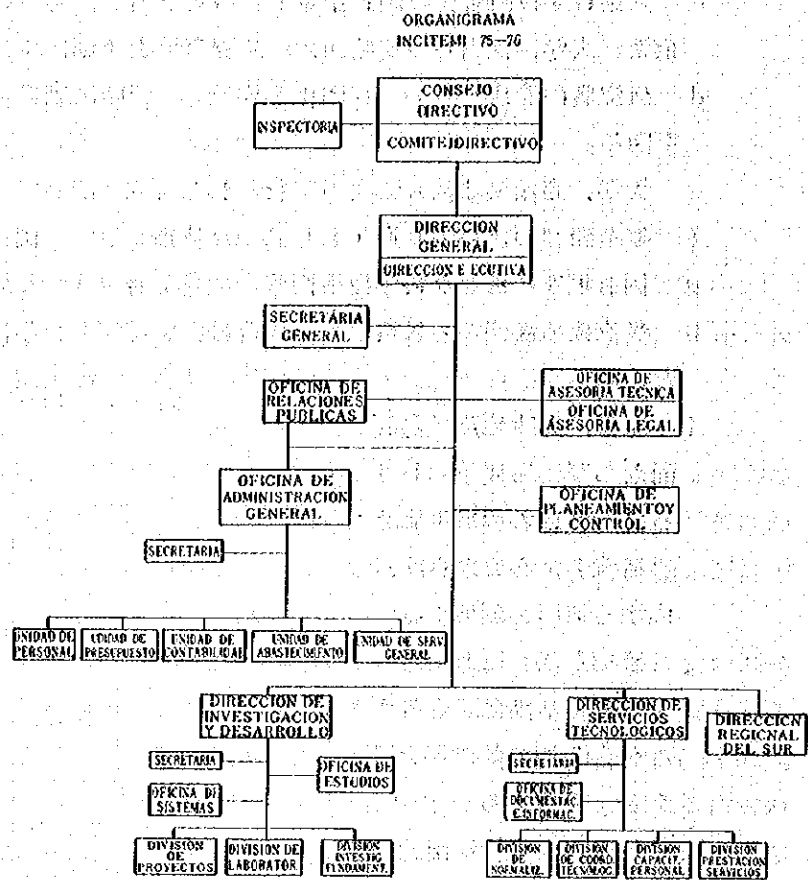 ORGANIGRAMA
INCITEMI 75-76
CONSEJO
DIRECTIVO
COMITE DIRECTIVO
INSPECTORIA
DIRECCION
GENERAL
DIRECCION E ECUTIVA
SECRETARIA
GENERAL
OFICINA DE
RELACIONES
PUBLICAS
OFICINA DE
ASESORIA TECNICA
OFICINA DE
ASESORIA LEGAL
OFICINA DE
ADMINISTRACION
GENERAL
OFICINA DE
PLANEAMIENTO Y
CONTROL
SECRETARIA
UNIDAD DE
PERSONAL
UNIDAD DE
PRESUPUESTO
UNIDAD DE
CONTABILIDAD
UNIDAD DE
ABASTECIMIENTO
UNIDAD DE SERV.
GENERAL
DIRECCION DE
INVESTIGACION
Y DESARROLLO
DIRECCION DE
SERVICIOS
TECNOLOGICOS
DIRECCION
REGIONAL
DEL SUR
SECRETARIA
OFICINA DE
ESTUDIOS
OFICINA DE
SISTEMAS
SECRETARIA
OFICINA DE
DOCUMENTAC.
E INFORMAC.
DIVISION
DE
PROYECTOS
DIVISION DE
LABORATOR.
DIVISION
INVESTIG
FUNDAMENT.
DIVISION
DE
NORMALIZ.
DIVISION
DE COORD.
TECNOLOG.
DIVISION
CAPACIT.
PERSONAL
DIVISION
PRESTACION
SERVICIOS